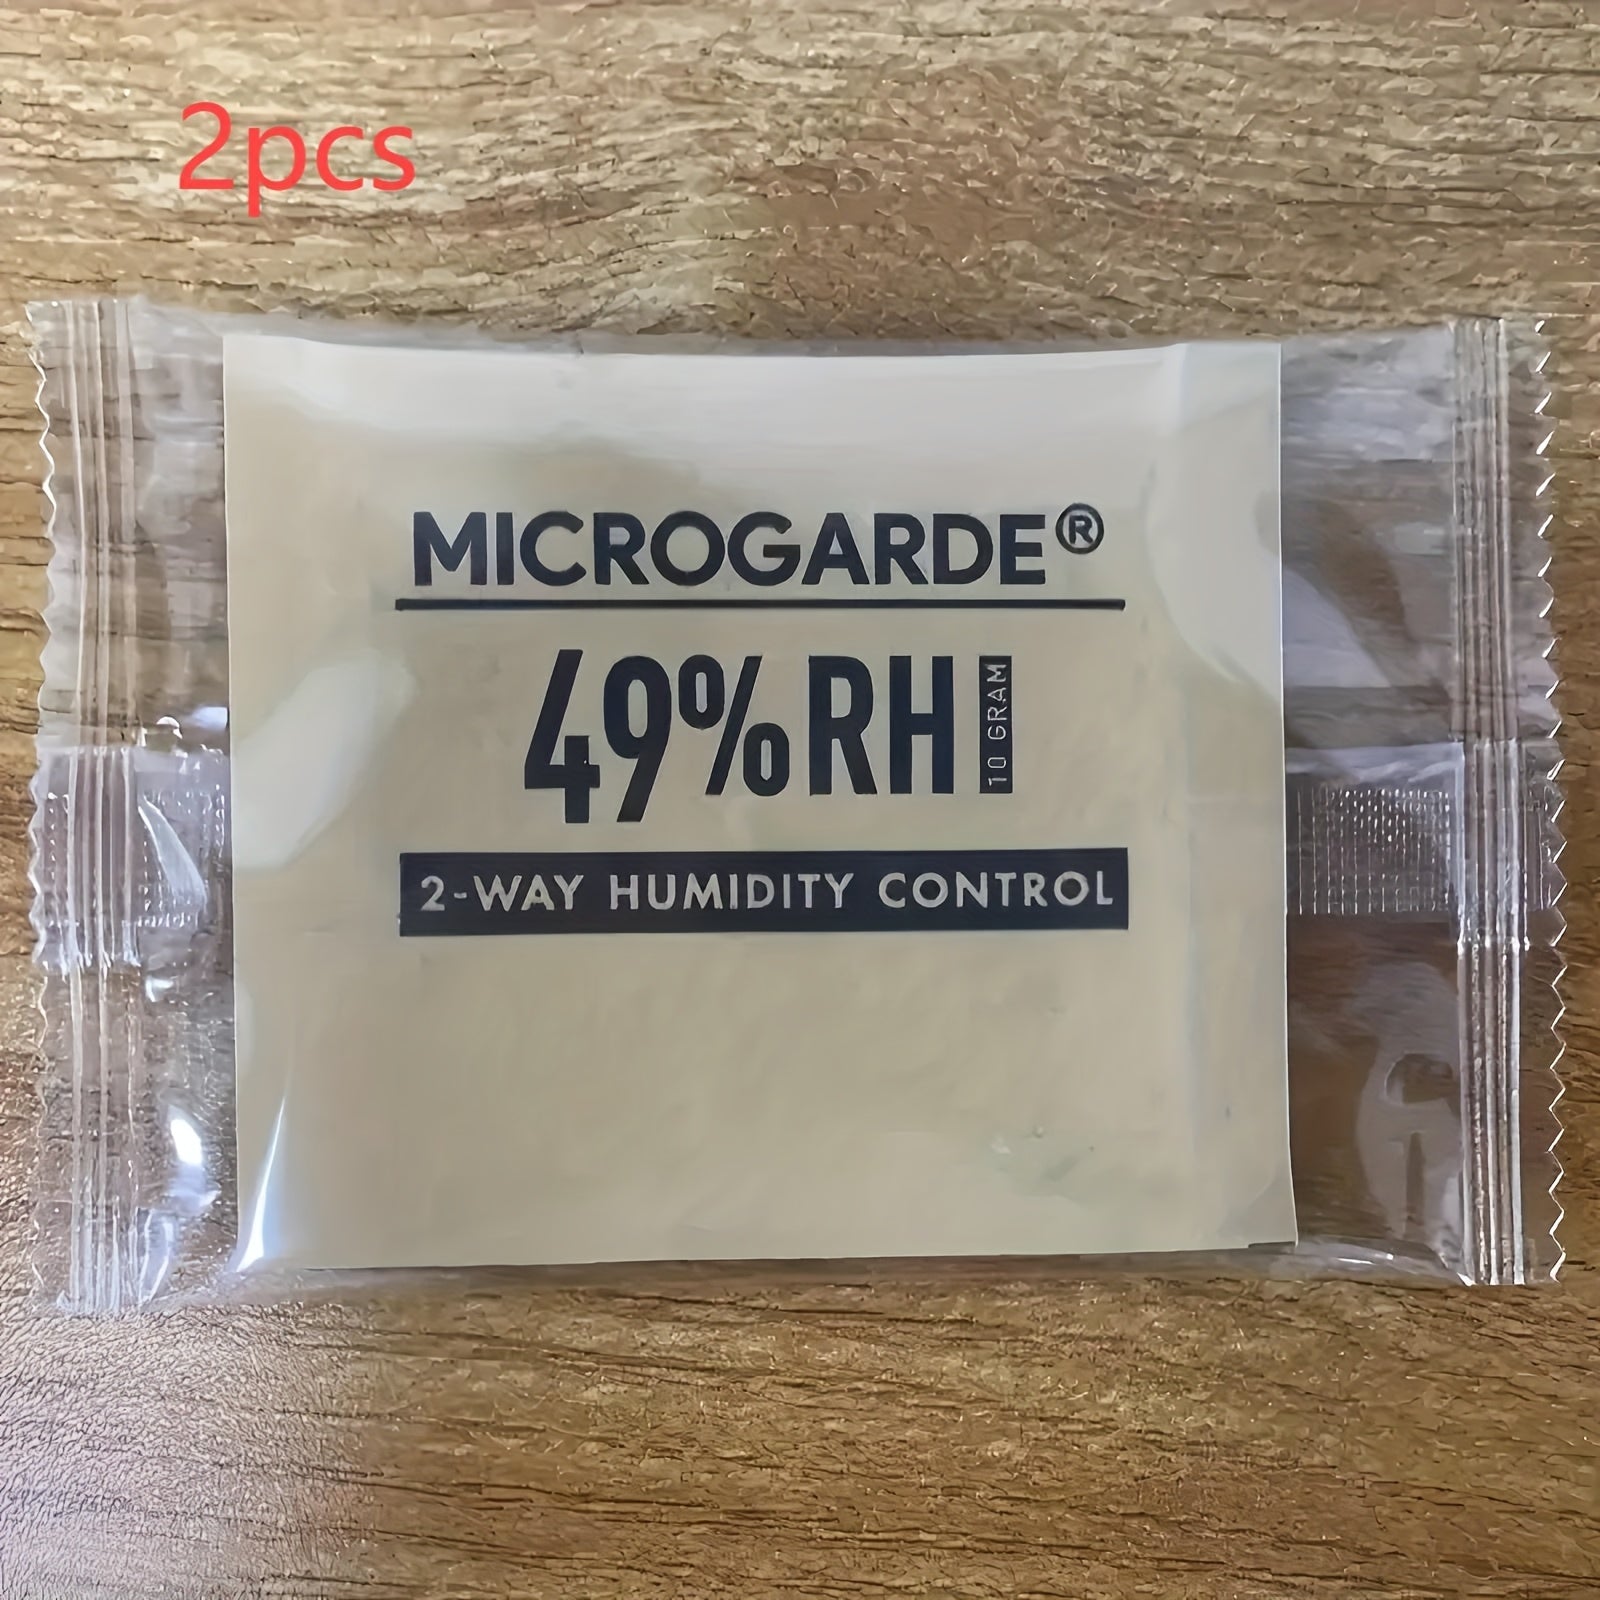 2pcs
MICROGARDE®
49%RH
10 GRAM
2-WAY HUMIDITY CONTROL